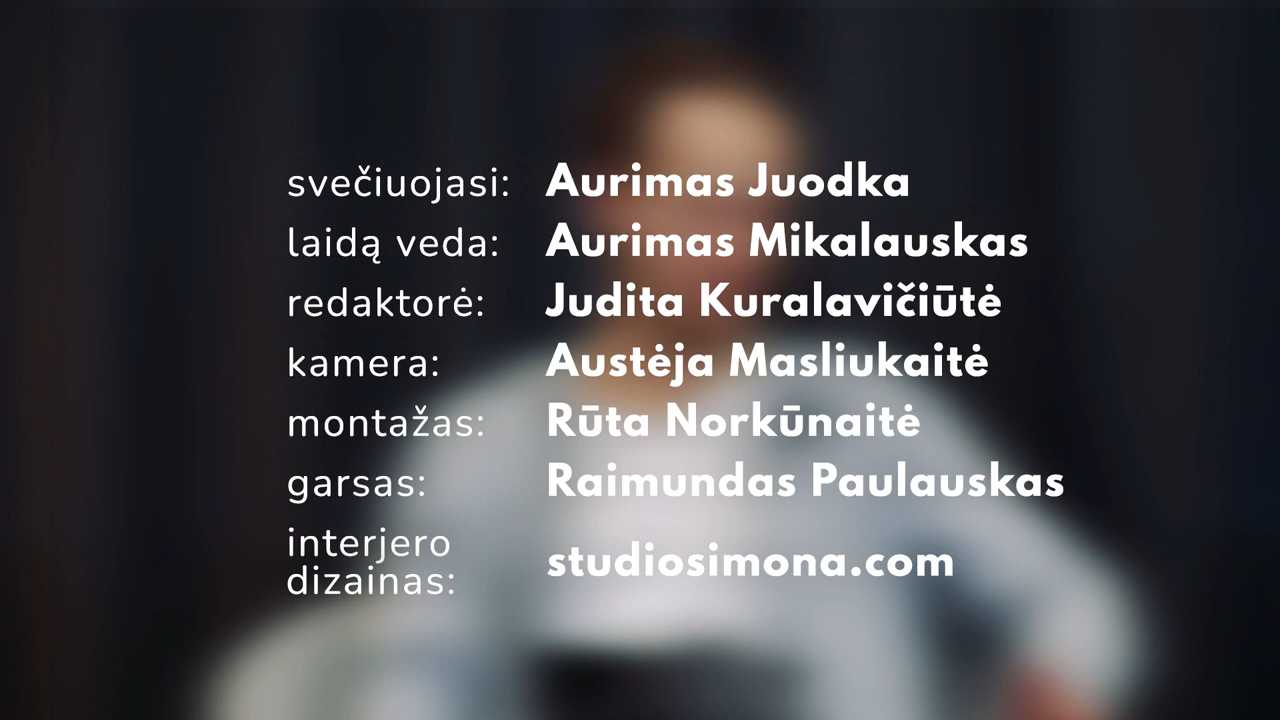 svečiuojasi: Aurimas Juodka
laidą veda: Aurimas Mikalauskas
redaktorė: Judita Kuralavičiūtė
kamera: Austėja Masliukaitė
montažas: Rūta Norkūnaitė
garsas: Raimundas Paulauskas
interjero
dizainas: studiosimona.com